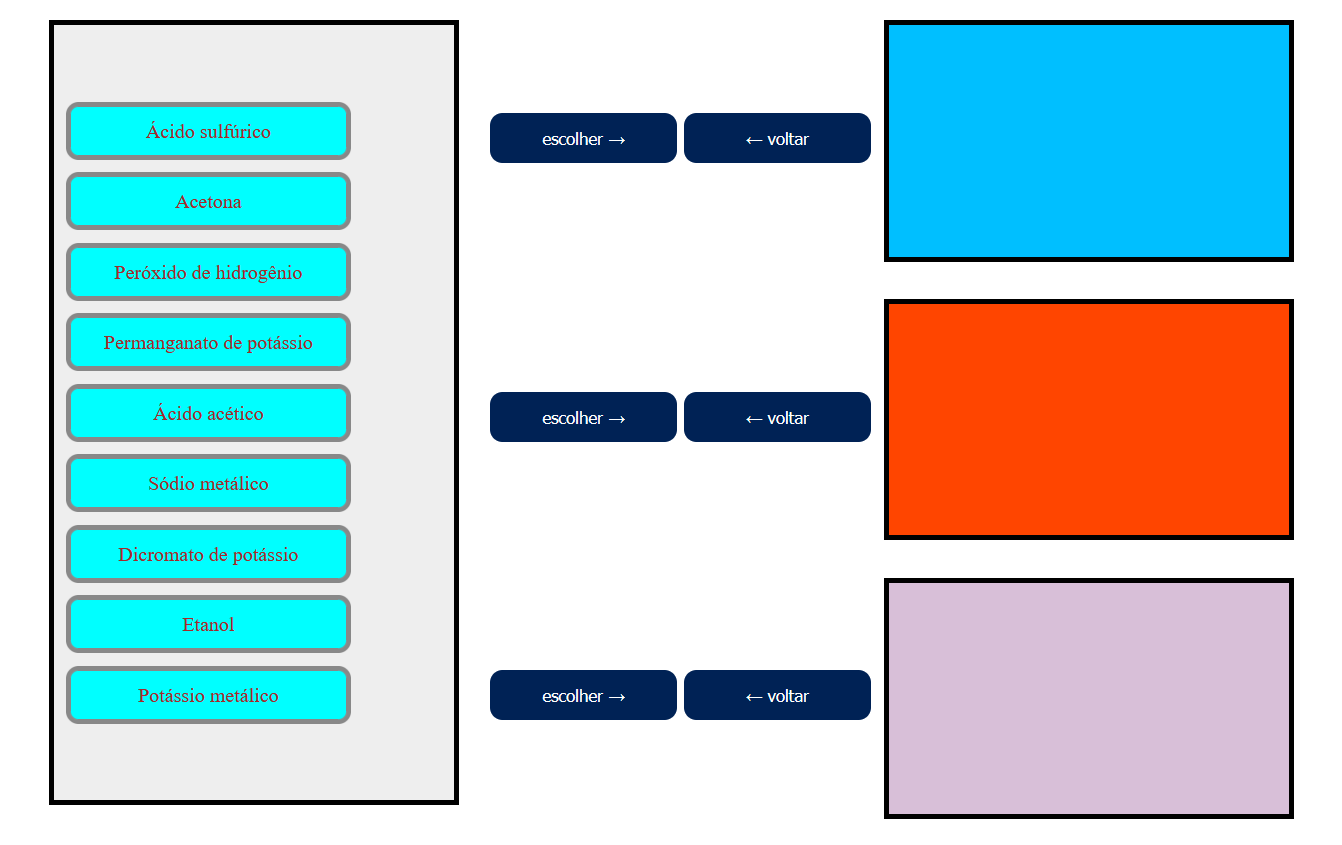 Ácido sulfúrico
Acetona
Peróxido de hidrogênio
Permanganato de potássio
Ácido acético
Sódio metálico
Dicromato de potássio
Etanol
Potássio metálico
escolher → ← voltar
escolher → ← voltar
escolher → ← voltar